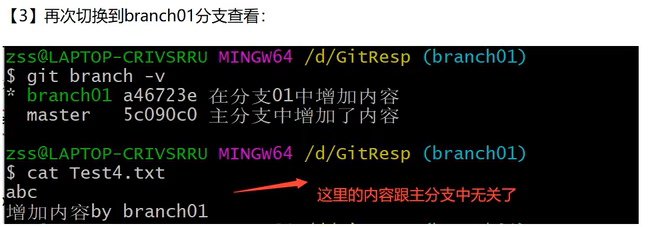 【3】再次切换到branch01分支查看：
zss@LAPTOP-CRIVSRRU MINGW64 /d/GitResp (branch01)
$ git branch -v
* branch01 a46723e 在分支01中增加内容
  master   5c090c0 主分支中增加了内容
zss@LAPTOP-CRIVSRRU MINGW64 /d/GitResp (branch01)
$ cat Test4.txt
abc
这里的内容跟主分支中无关了
增加内容by branch01